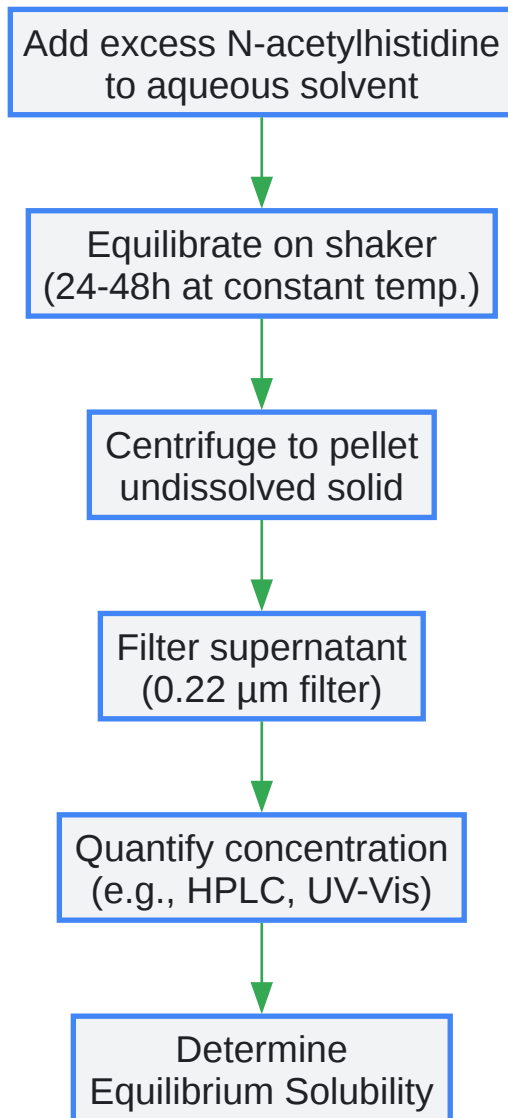 Add excess N-acetylhistidine
to aqueous solvent
Equilibrate on shaker
(24-48h at constant temp.)
Centrifuge to pellet
undissolved solid
Filter supernatant
(0.22 µm filter)
Quantify concentration
(e.g., HPLC, UV-Vis)
Determine
Equilibrium Solubility